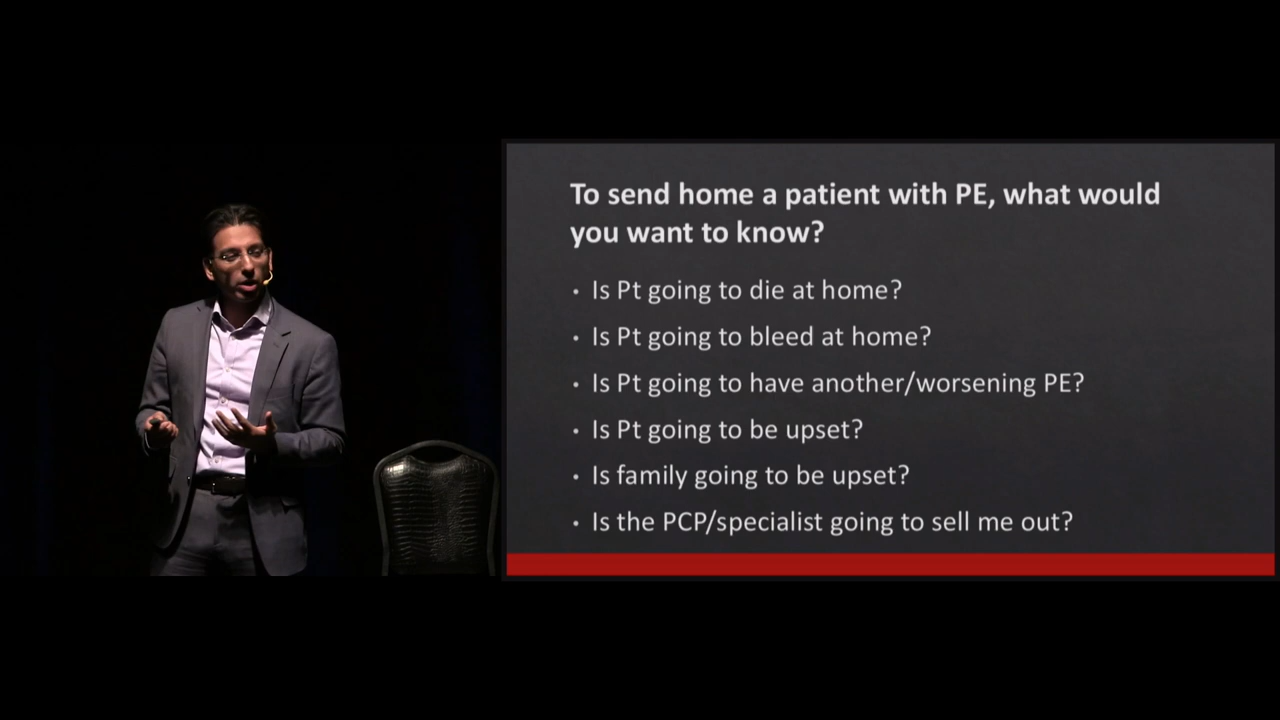 To send home a patient with PE, what would
you want to know?
• Is Pt going to die at home?
• Is Pt going to bleed at home?
• Is Pt going to have another/worsening PE?
• Is Pt going to be upset?
• Is family going to be upset?
• Is the PCP/specialist going to sell me out?